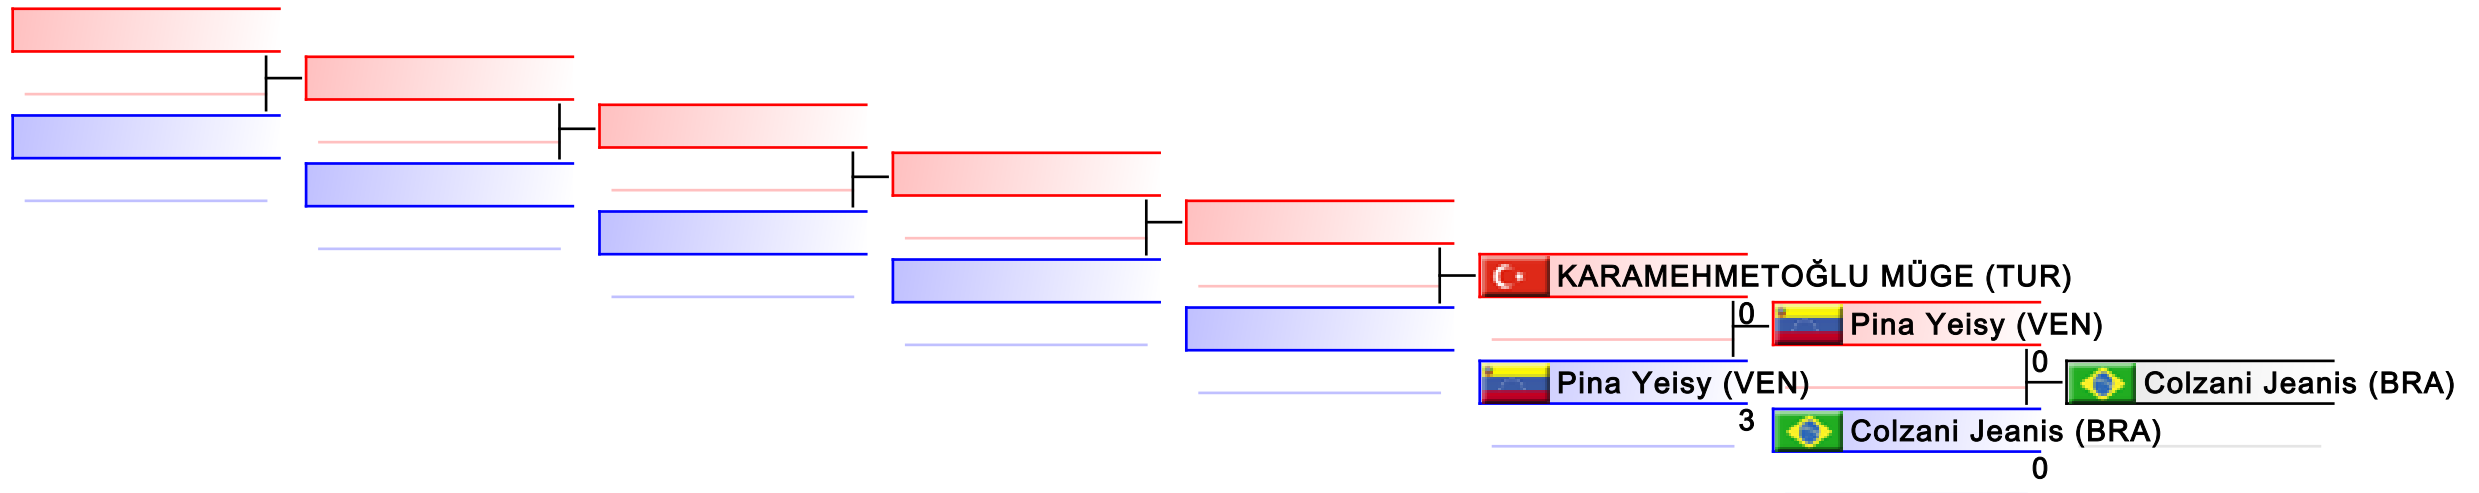 KARAMEHMETOĞLU MÜGE (TUR)
0
Pina Yeisy (VEN)
0
Pina Yeisy (VEN)
Colzani Jeanis (BRA)
3
Colzani Jeanis (BRA)
0